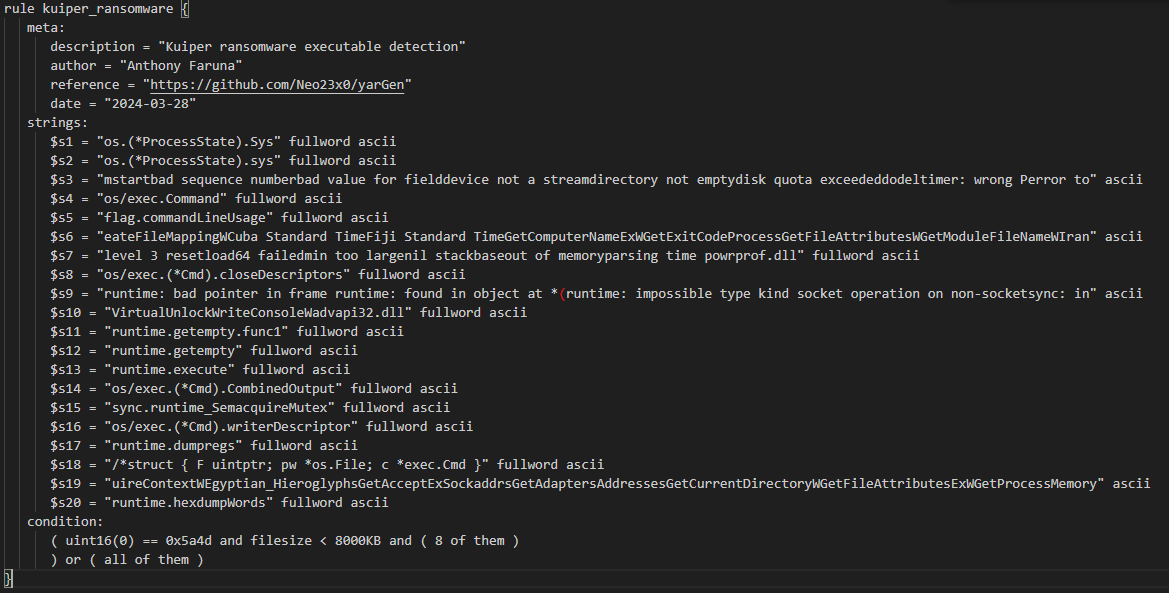 rule kuiper_ransomware {
meta:
description = "Kuiper ransomware executable detection"
author = "Anthony Faruna"
reference = "https://github.com/Neo23x0/yarGen"
date = "2024-03-28"
strings:
$s1 = "os.(*ProcessState).Sys" fullword ascii
$s2 = "os.(*ProcessState).sys" fullword ascii
$s3 = "mstartbad sequence numberbad value for fielddevice not a streamdirectory not emptydisk quota exceededdodeltimer: wrong Perror to" ascii
$s4 = "os/exec.Command" fullword ascii
$s5 = "flag.commandLineUsage" fullword ascii
$s6 = "eateFileMappingWCuba Standard TimeFiji Standard TimeGetComputerNameExWGetExitCodeProcessGetFileAttributesWGetModuleFileNameWIran" ascii
$s7 = "level 3 resetload64 failedmin too largenil stackbaseout of memoryparsing time powrprof.dll" fullword ascii
$s8 = "os/exec.(*Cmd).closeDescriptors" fullword ascii
$s9 = "runtime: bad pointer in frame runtime: found in object at *(runtime: impossible type kind socket operation on non-socketsync: in" ascii
$s10 = "VirtualUnlockWriteConsoleWadvapi32.dll" fullword ascii
$s11 = "runtime.getempty.func1" fullword ascii
$s12 = "runtime.getempty" fullword ascii
$s13 = "runtime.execute" fullword ascii
$s14 = "os/exec.(*Cmd).CombinedOutput" fullword ascii
$s15 = "sync.runtime_SemacquireMutex" fullword ascii
$s16 = "os/exec.(*Cmd).writerDescriptor" fullword ascii
$s17 = "runtime.dumpregs" fullword ascii
$s18 = "/*struct { F uintptr; pw *os.File; c *exec.Cmd }" fullword ascii
$s19 = "uireContextWEgyptian_HieroglyphsGetAcceptExSockaddrsGetAdaptersAddressesGetCurrentDirectoryWGetFileAttributesExWGetProcessMemory" ascii
$s20 = "runtime.hexdumpWords" fullword ascii
condition:
( uint16(0) == 0x5a4d and filesize < 8000KB and ( 8 of them )
) or ( all of them )
}